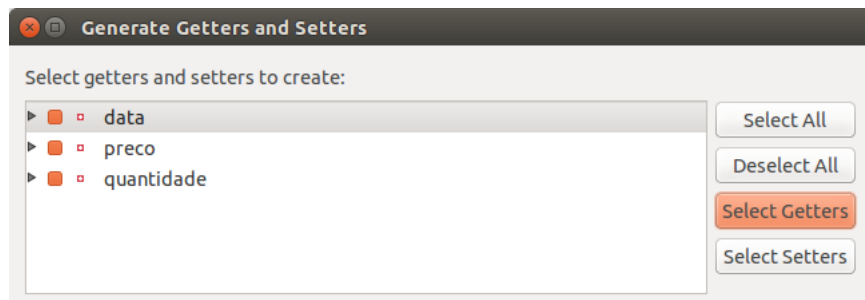 Generate Getters and Setters
Select getters and setters to create:
data
preco
quantidade
Select All
Deselect All
Select Getters
Select Setters